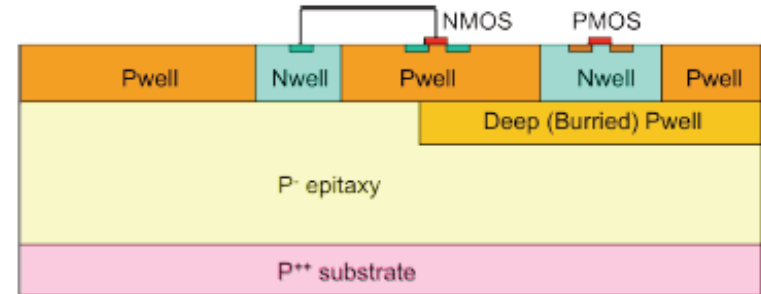 NMOS PMOS
Pwell Nwell Pwell Nwell Pwell
Deep (Burried) Pwell
P- epitaxy
P++ substrate